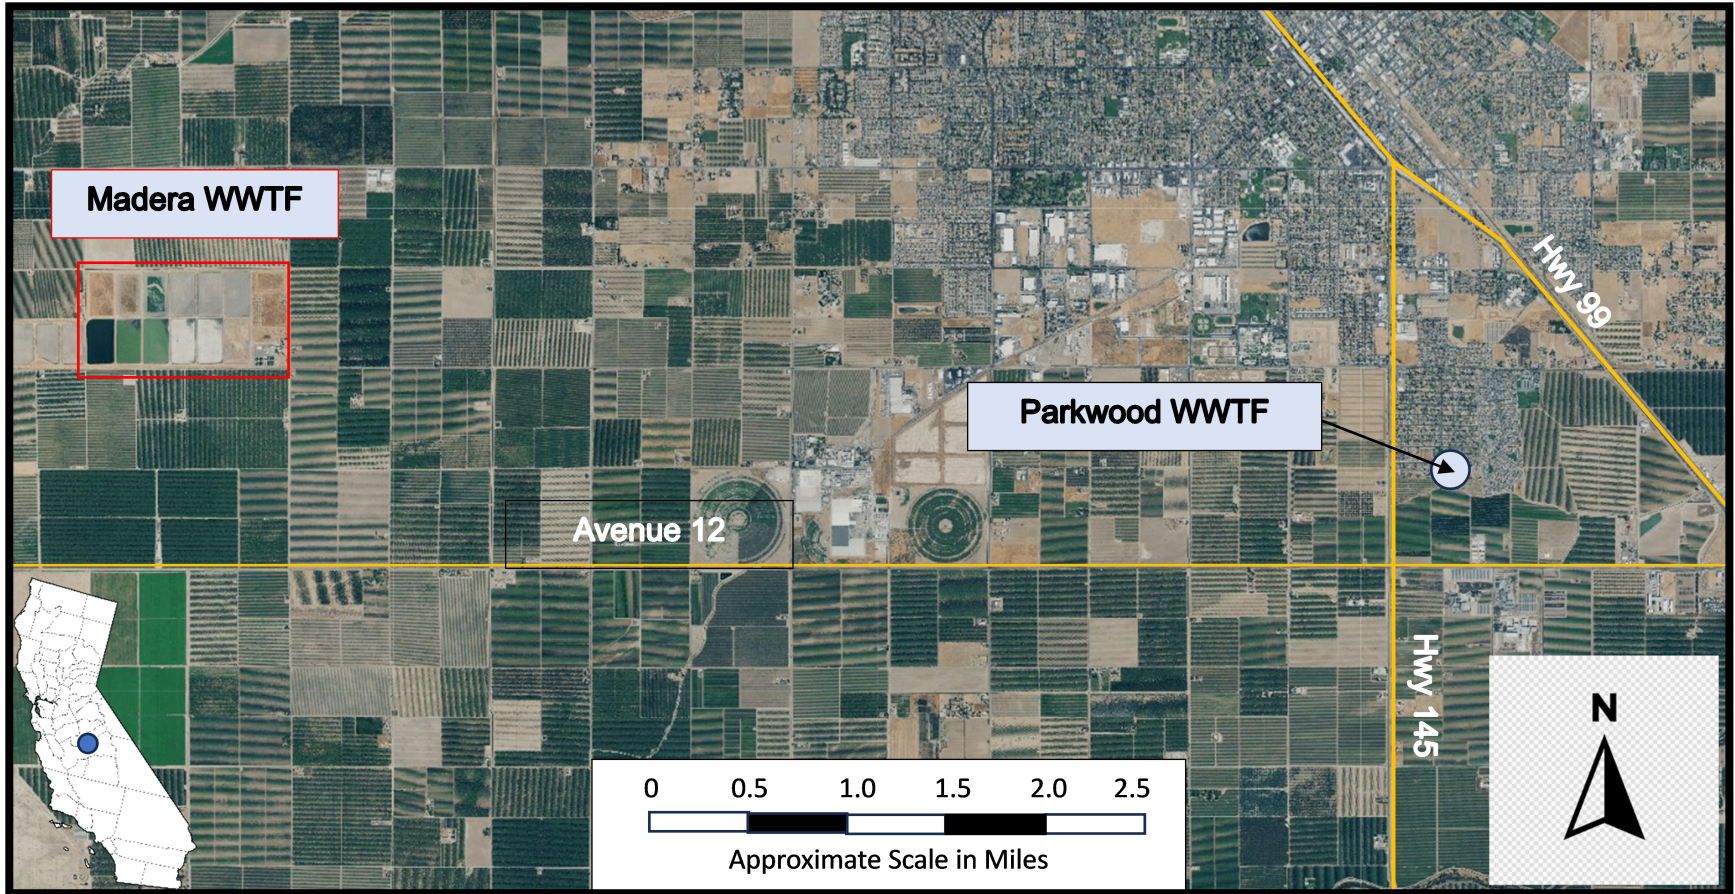 Madera WWTF
Hwy 99
Parkwood WWTF
Avenue 12
Hwy 145
N
0 0.5 1.0 1.5 2.0 2.5
Approximate Scale in Miles